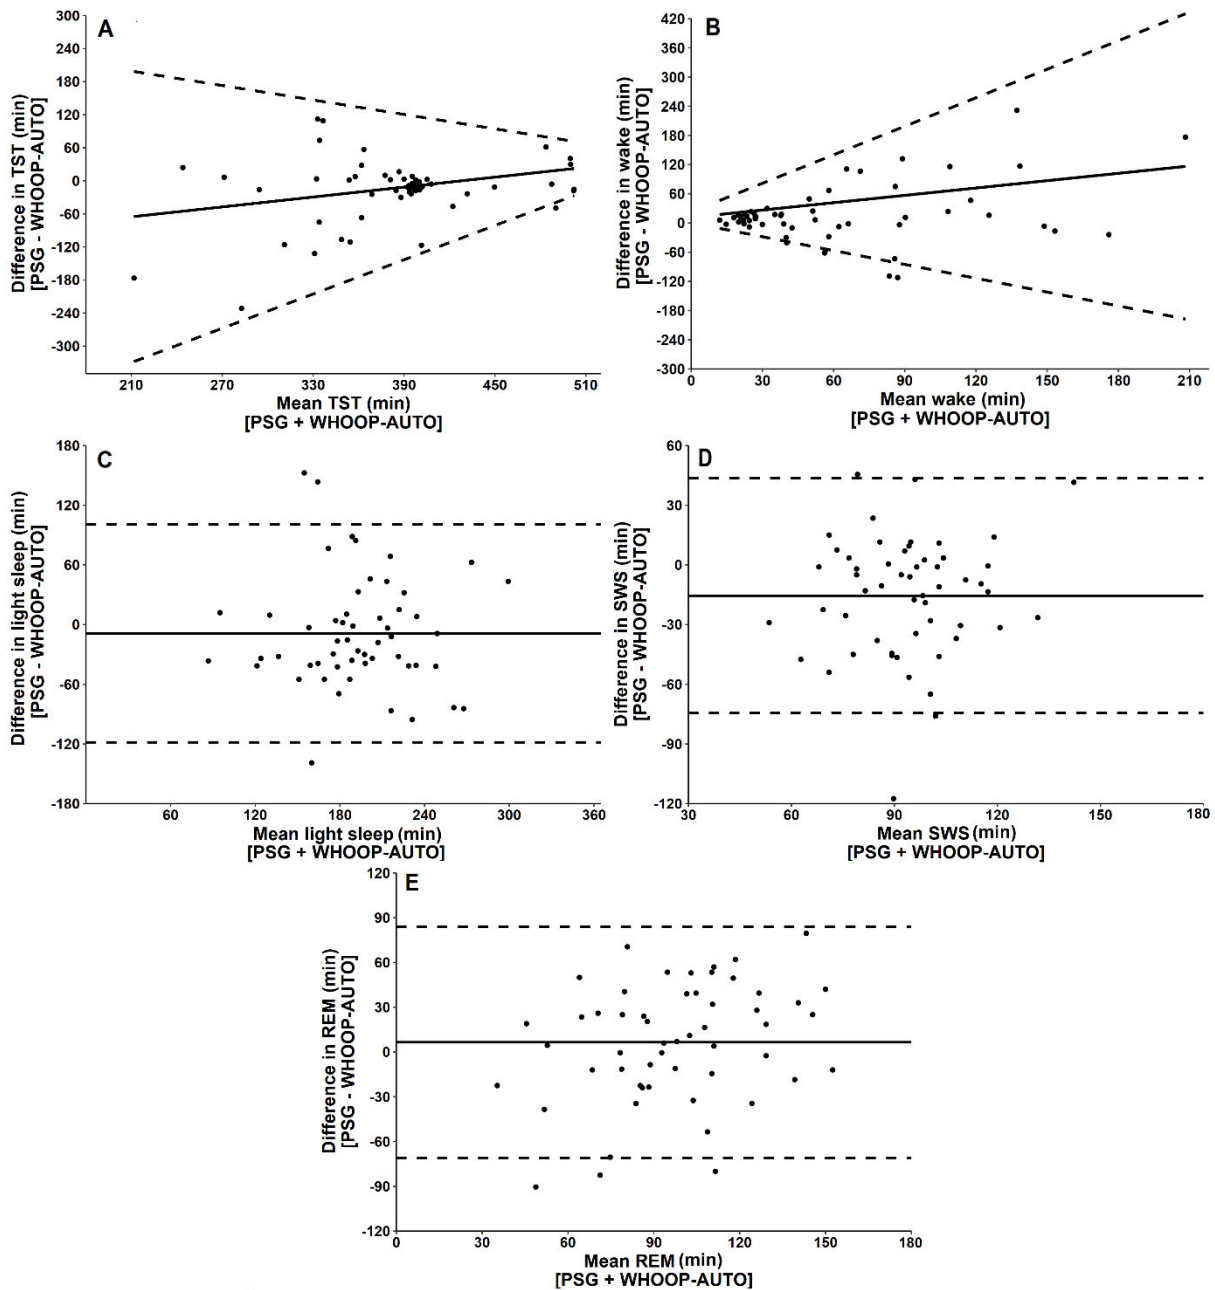 A
300
240
180
120
60
0
-60
-120
-180
-240
-300
Difference in TST (min)
[PSG - WHOOP-AUTO]
210 270 330 390 450 510
Mean TST (min)
[PSG + WHOOP-AUTO]
B
420
360
300
240
180
120
60
0
-60
-120
-180
-240
-300
Difference in wake (min)
[PSG - WHOOP-AUTO]
0 30 60 90 120 150 180 210
Mean wake (min)
[PSG + WHOOP-AUTO]
C
180
120
60
0
-60
-120
-180
Difference in light sleep (min)
[PSG - WHOOP-AUTO]
60 120 180 240 300 360
Mean light sleep (min)
[PSG + WHOOP-AUTO]
D
60
30
0
-30
-60
-90
-120
Difference in SWS (min)
[PSG - WHOOP-AUTO]
30 60 90 120 150 180
Mean SWS (min)
[PSG + WHOOP-AUTO]
E
120
90
60
30
0
-30
-60
-90
-120
Difference in REM (min)
[PSG - WHOOP-AUTO]
0 30 60 90 120 150 180
Mean REM (min)
[PSG + WHOOP-AUTO]